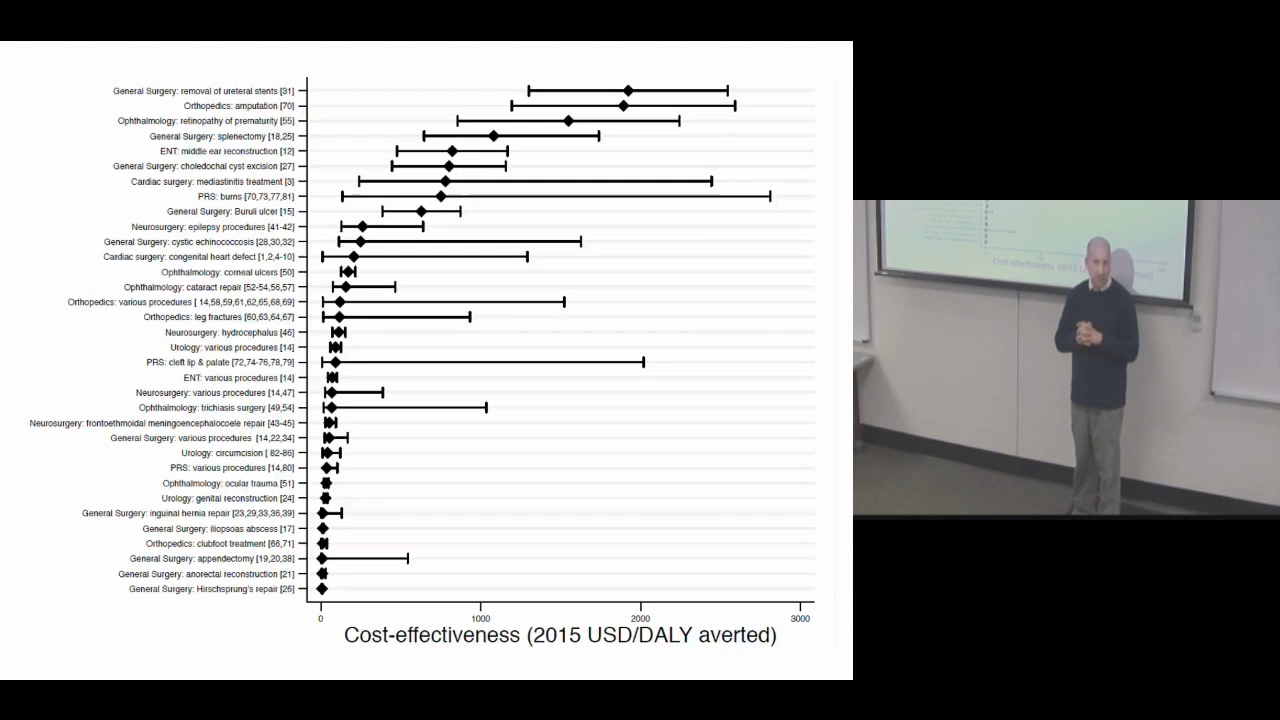 General Surgery: removal of ureteral stents [31]
Orthopedics: amputation [70]
Ophthalmology: retinopathy of prematurity [55]
General Surgery: splenectomy [18,25]
ENT: middle ear reconstruction [12]
General Surgery: choledochal cyst excision [27]
Cardiac surgery: mediastinitis treatment [3]
PRS: burns [70,73,77,81]
General Surgery: Buruli ulcer [15]
Neurosurgery: epilepsy procedures [41-42]
General Surgery: cystic echinococcosis [28,30,32]
Cardiac surgery: congenital heart defect [1,2,4-10]
Ophthalmology: corneal ulcers [50]
Ophthalmology: cataract repair [52-54,56,57]
Orthopedics: various procedures [ 14,58,59,61,62,65,68,69]
Orthopedics: leg fractures [60,63,64,67]
Neurosurgery: hydrocephalus [46]
Urology: various procedures [14]
PRS: cleft lip & palate [72,74-76,78,79]
ENT: various procedures [14]
Neurosurgery: various procedures [14,47]
Ophthalmology: trichiasis surgery [49,54]
Neurosurgery: frontoethmoidal meningoencephalocoele repair [43-45]
General Surgery: various procedures [14,22,34]
Urology: circumcision [ 82-86]
PRS: various procedures [14,80]
Ophthalmology: ocular trauma [51]
Urology: genital reconstruction [24]
General Surgery: inguinal hernia repair [23,29,33,36,39]
General Surgery: iliopsoas abscess [17]
Orthopedics: clubfoot treatment [66,71]
General Surgery: appendectomy [19,20,38]
General Surgery: anorectal reconstruction [21]
General Surgery: Hirschsprung's repair [26]
0 1000 2000 3000
Cost-effectiveness (2015 USD/DALY averted)
Cost-effectiveness (2015 U